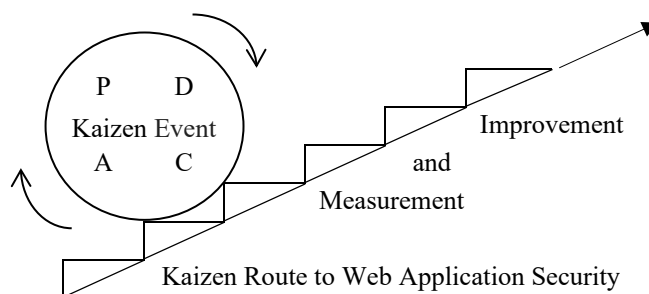 P D
Kaizen Event
A C
Improvement
and
Measurement
Kaizen Route to Web Application Security